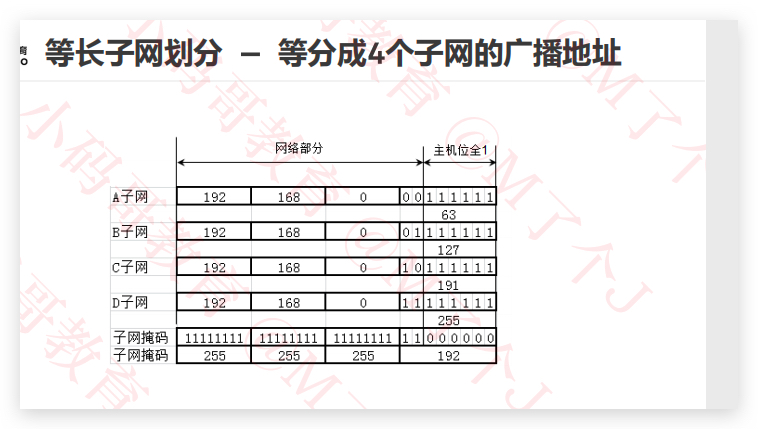 等长子网划分 – 等分成4个子网的广播地址
网络部分 主机位全1
A子网 192 168 0 0 0 1 1 1 1 1 1
63
B子网 192 168 0 0 1 1 1 1 1 1 1
127
C子网 192 168 0 1 0 1 1 1 1 1 1
191
D子网 192 168 0 1 1 1 1 1 1 1 1
255
子网掩码 11111111 11111111 11111111 1 1 0 0 0 0 0 0
子网掩码 255 255 255 192
小码哥教育 @M了个J